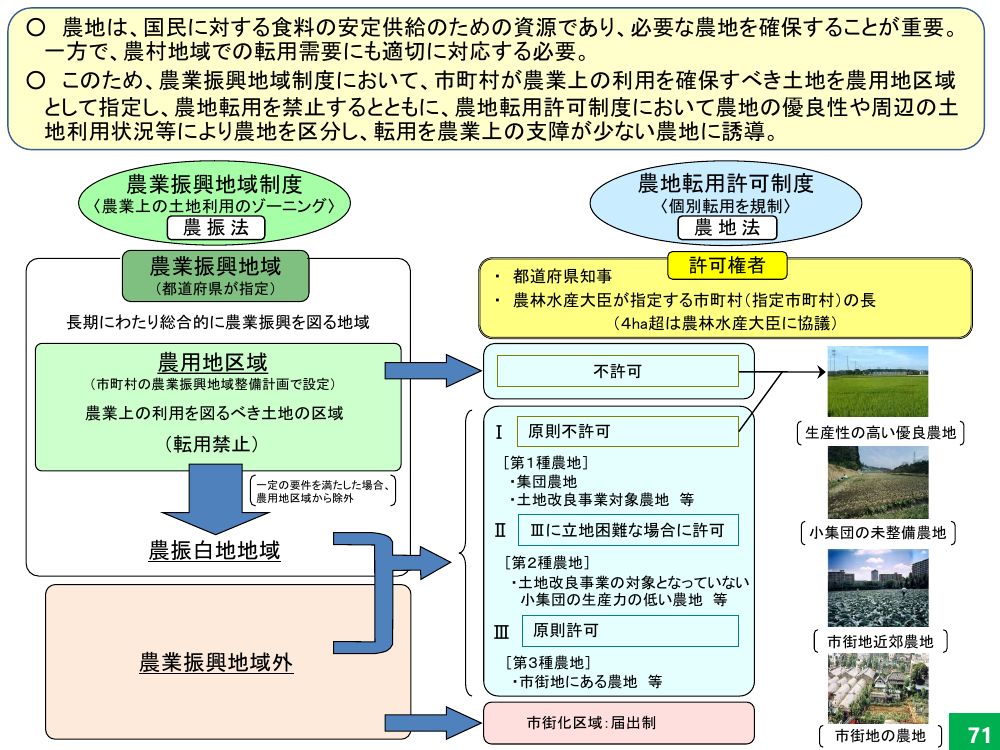 ○ 農地は、国民に対する食料の安定供給のための資源であり、必要な農地を確保することが重要。
一方で、農村地域での転用需要にも適切に対応する必要。
○ このため、農業振興地域制度において、市町村が農業上の利用を確保すべき土地を農用地区域
として指定し、農地転用を禁止するとともに、農地転用許可制度において農地の優良性や周辺の土
地利用状況等により農地を区分し、転用を農業上の支障が少ない農地に誘導。
農業振興地域制度
〈農業上の土地利用のゾーニング〉
農 振 法
農業振興地域
（都道府県が指定）
長期にわたり総合的に農業振興を図る地域
農用地区域
（市町村の農業振興地域整備計画で設定）
農業上の利用を図るべき土地の区域
（転用禁止）
一定の要件を満たした場合、
農用地区域から除外
農振白地地域
農業振興地域外
農地転用許可制度
〈個別転用を規制〉
農 地 法
許可権者
・ 都道府県知事
・ 農林水産大臣が指定する市町村（指定市町村）の長
（４ha超は農林水産大臣に協議）
不許可
Ⅰ 原則不許可
［第１種農地］
・集団農地
・土地改良事業対象農地 等
Ⅱ Ⅲに立地困難な場合に許可
［第２種農地］
・土地改良事業の対象となっていない
小集団の生産力の低い農地 等
Ⅲ 原則許可
［第３種農地］
・市街地にある農地 等
市街化区域：届出制
生産性の高い優良農地
小集団の未整備農地
市街地近郊農地
市街地の農地
71